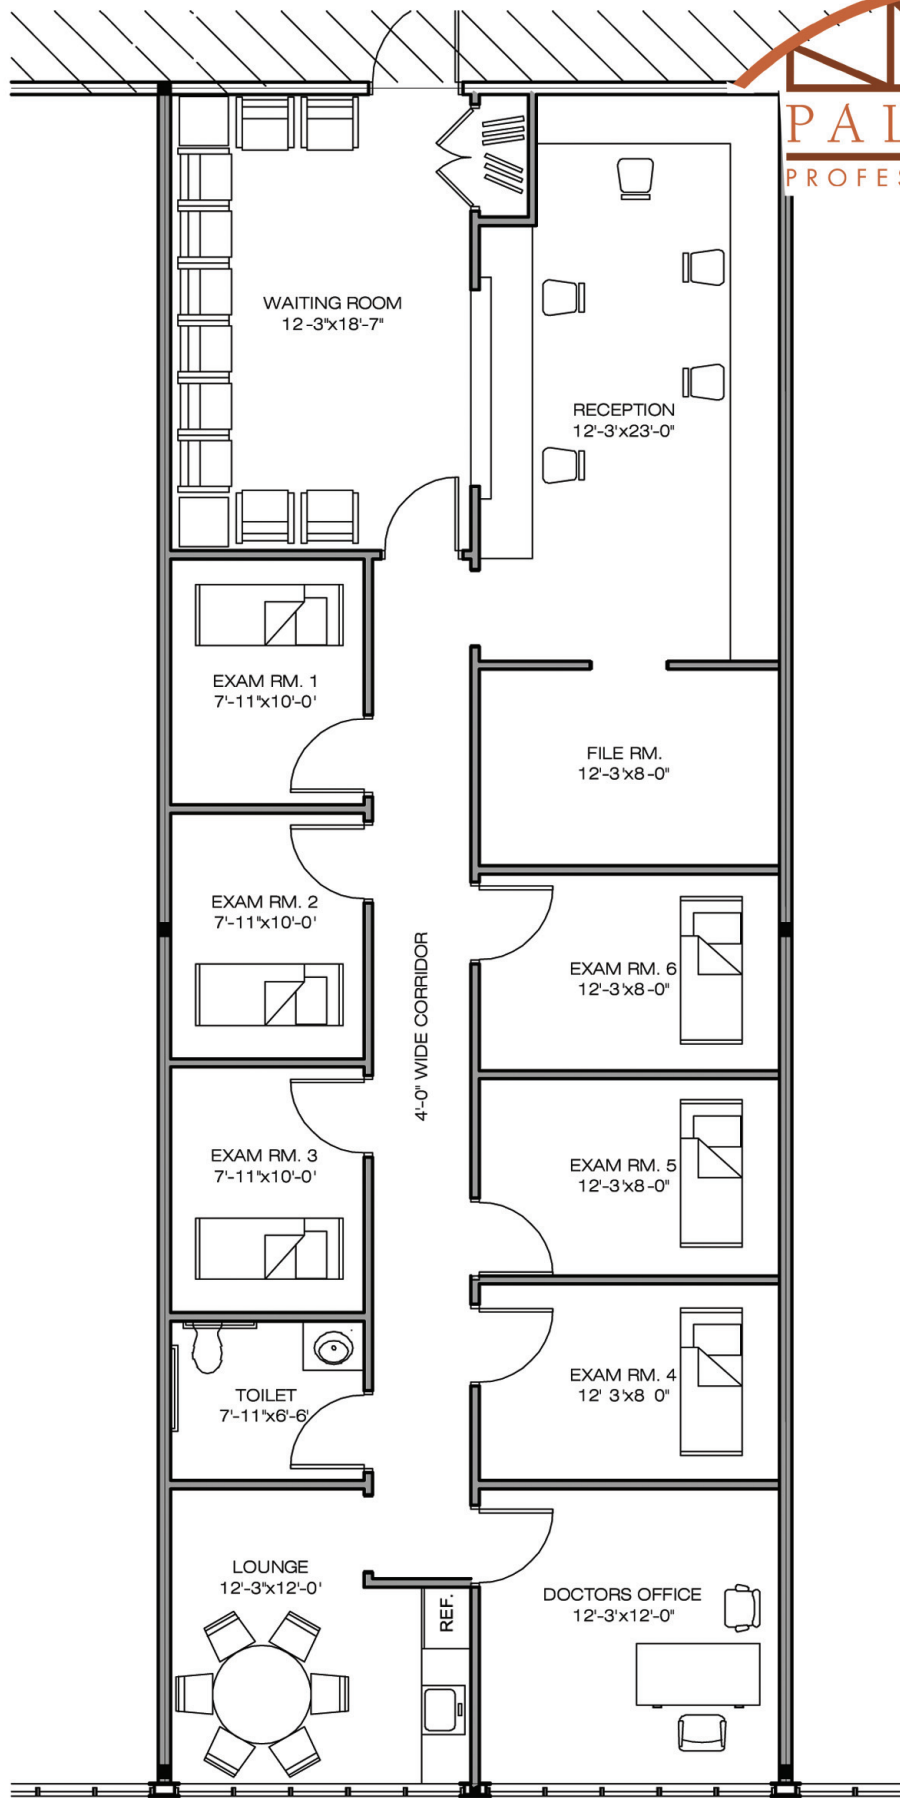 PAL
PROFES
WAITING ROOM
12-3"x18'-7"
RECEPTION
12'-3'x23'-0"
EXAM RM. 1
7'-11"x10'-0'
FILE RM.
12'-3'x8-0"
EXAM RM. 2
7'-11"x10'-0'
4'-0" WIDE CORRIDOR
EXAM RM. 6
12'-3'x8-0"
EXAM RM. 3
7'-11"x10'-0'
EXAM RM. 5
12'-3'x8-0"
EXAM RM. 4
12' 3'x8 0"
TOILET
7'-11"x6'-6'
LOUNGE
12'-3"x12'-0'
REF.
DOCTORS OFFICE
12'-3'x12'-0"